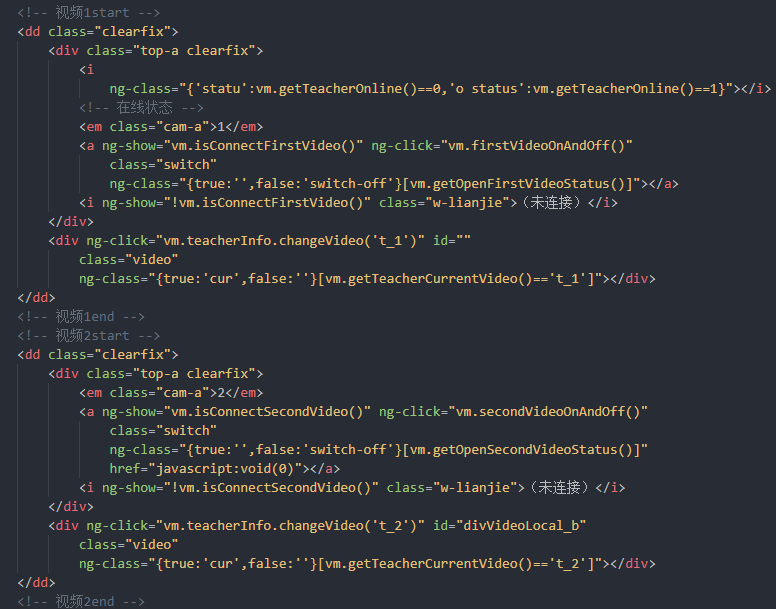 <!-- 视频1start -->
<dd class="clearfix">
<div class="top-a clearfix">
<i
ng-class="{'statu':vm.getTeacherOnline()==0,'o status':vm.getTeacherOnline()==1}"></i>
<!-- 在线状态 -->
<em class="cam-a">1</em>
<a ng-show="vm.isConnectFirstVideo()" ng-click="vm.firstVideoOnAndOff()"
class="switch"
ng-class="{true:'',false:'switch-off'}[vm.getOpenFirstVideoStatus()]"></a>
<i ng-show="!vm.isConnectFirstVideo()" class="w-lianjie">（未连接）</i>
</div>
<div ng-click="vm.teacherInfo.changeVideo('t_1')" id=""
class="video"
ng-class="{true:'cur',false:''}[vm.getTeacherCurrentVideo()=='t_1']"></div>
</dd>
<!-- 视频1end -->
<!-- 视频2start -->
<dd class="clearfix">
<div class="top-a clearfix">
<em class="cam-a">2</em>
<a ng-show="vm.isConnectSecondVideo()" ng-click="vm.secondVideoOnAndOff()"
class="switch"
ng-class="{true:'',false:'switch-off'}[vm.getOpenSecondVideoStatus()]"
href="javascript:void(0)"></a>
<i ng-show="!vm.isConnectSecondVideo()" class="w-lianjie">（未连接）</i>
</div>
<div ng-click="vm.teacherInfo.changeVideo('t_2')" id="divVideoLocal_b"
class="video"
ng-class="{true:'cur',false:''}[vm.getTeacherCurrentVideo()=='t_2']"></div>
</dd>
<!-- 视频2end -->